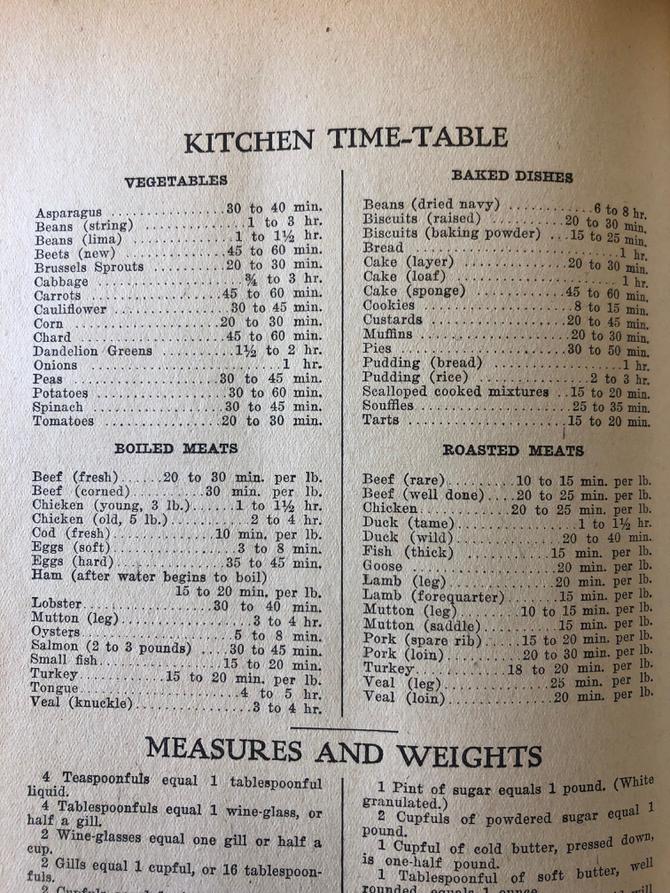 KITCHEN TIME-TABLE
VEGETABLES
Asparagus ..............30 to 40 min.
Beans (string) ..............1 to 3 hr.
Beans (lima) ..............1 to 1½ hr.
Beets (new) ..............45 to 60 min.
Brussels Sprouts ..........20 to 30 min.
Cabbage ..................¾ to 3 hr.
Carrots ..................45 to 60 min.
Cauliflower ..............30 to 45 min.
Corn ..................20 to 30 min.
Chard ..................45 to 60 min.
Dandelion Greens ..........1½ to 2 hr.
Onions ..........................1 hr.
Peas ..................30 to 45 min.
Potatoes ..................30 to 60 min.
Spinach ..................30 to 45 min.
Tomatoes ................20 to 30 min.
BOILED MEATS
Beef (fresh)......20 to 30 min. per lb.
Beef (corned)..........30 min. per lb.
Chicken (young, 3 lb.)......1 to 1½ hr.
Chicken (old, 5 lb.)..........2 to 4 hr.
Cod (fresh)..............10 min. per lb.
Eggs (soft)................3 to 8 min.
Eggs (hard)..............35 to 45 min.
Ham (after water begins to boil)
15 to 20 min. per lb.
Lobster..................30 to 40 min.
Mutton (leg)..................3 to 4 hr.
Oysters....................5 to 8 min.
Salmon (2 to 3 pounds) ....30 to 45 min.
Small fish................15 to 20 min.
Turkey............15 to 20 min. per lb.
Tongue......................4 to 5 hr.
Veal (knuckle)................3 to 4 hr.
BAKED DISHES
Beans (dried navy) ............6 to 8 hr.
Biscuits (raised) ..........20 to 30 min.
Biscuits (baking powder) ...15 to 25 min.
Bread ..........................1 hr.
Cake (layer) ..............20 to 30 min.
Cake (loaf) ......................1 hr.
Cake (sponge) ............45 to 60 min.
Cookies ....................8 to 15 min.
Custards ................20 to 45 min.
Muffins ..................20 to 30 min.
Pies ....................30 to 50 min.
Pudding (bread) ..................1 hr.
Pudding (rice) ..............2 to 3 hr.
Scalloped cooked mixtures ..15 to 20 min.
Souffles ..................25 to 35 min.
Tarts ....................15 to 20 min.
ROASTED MEATS
Beef (rare)..........10 to 15 min. per lb.
Beef (well done)....20 to 25 min. per lb.
Chicken............20 to 25 min. per lb.
Duck (tame)................1 to 1½ hr.
Duck (wild)..............20 to 40 min.
Fish (thick) ............15 min. per lb.
Goose ..................20 min. per lb.
Lamb (leg)..............20 min. per lb.
Lamb (forequarter)......15 min. per lb.
Mutton (leg)........10 to 15 min. per lb.
Mutton (saddle).........15 min. per lb.
Pork (spare rib).....15 to 20 min. per lb.
Pork (loin)..........20 to 30 min. per lb.
Turkey............18 to 20 min. per lb.
Veal (leg)..............25 min. per lb.
Veal (loin)..............20 min. per lb.
MEASURES AND WEIGHTS
4 Teaspoonfuls equal 1 tablespoonful
liquid.
4 Tablespoonfuls equal 1 wine-glass, or
half a gill.
2 Wine-glasses equal one gill or half a
cup.
2 Gills equal 1 cupful, or 16 tablespoon-
fuls.
1 Pint of sugar equals 1 pound. (White
granulated.)
2 Cupfuls of powdered sugar equal 1
pound.
1 Cupful of cold butter, pressed down,
is one-half pound.
1 Tablespoonful of soft butter, well